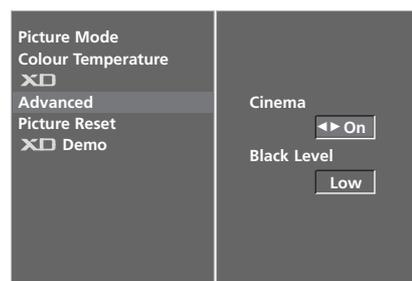 Picture Mode
Colour Temperature
XD
Advanced
Picture Reset
XD Demo
Cinema
◀▶ On
Black Level
Low